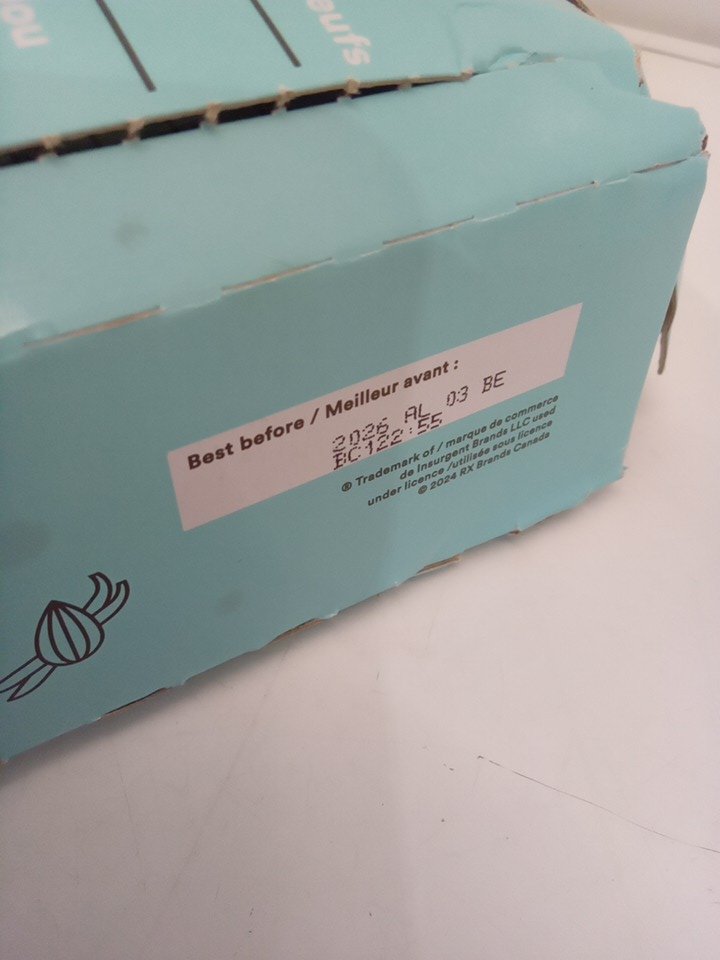 eufs
Best before / Meilleur avant :
2026 AL 03 BE
BC122:55
® Trademark of / marque de commerce
de Insurgent Brands LLC used
under licence /utilisée sous licence
© 2024 RX Brands Canada